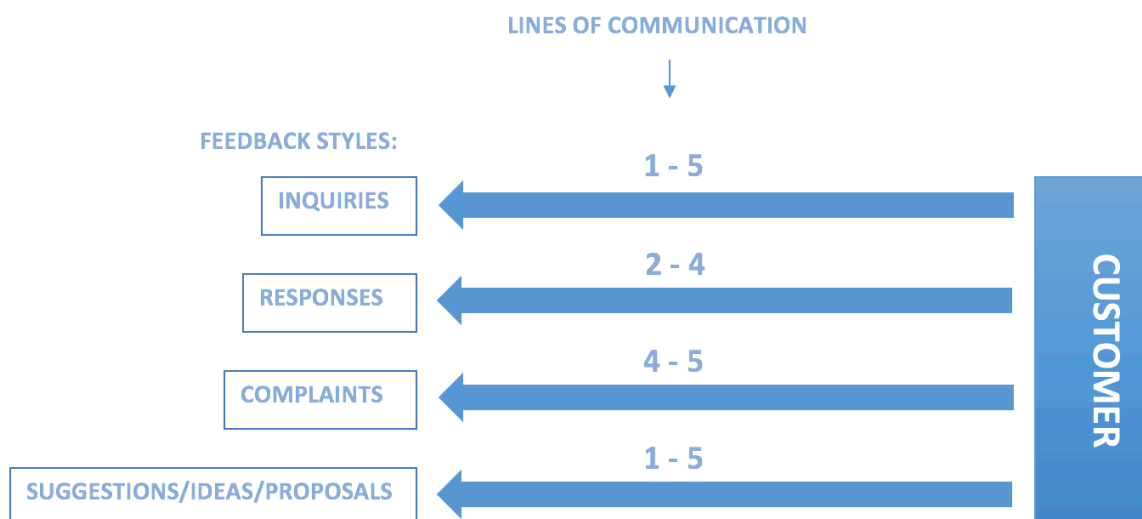 LINES OF COMMUNICATION
FEEDBACK STYLES:
1 - 5
INQUIRIES
2 - 4
RESPONSES
4 - 5
COMPLAINTS
1 - 5
SUGGESTIONS/IDEAS/PROPOSALS
CUSTOMER